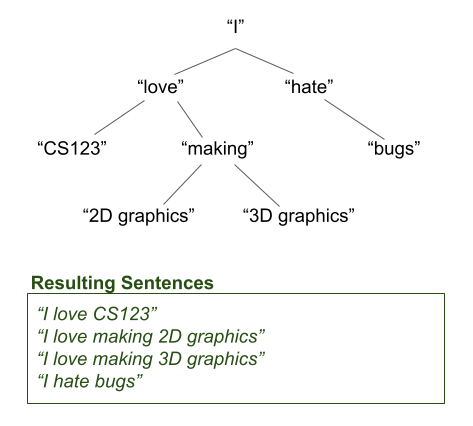 “I”
“love” “hate”
“CS123” “making” “bugs”
“2D graphics” “3D graphics”
Resulting Sentences
“I love CS123”
“I love making 2D graphics”
“I love making 3D graphics”
“I hate bugs”